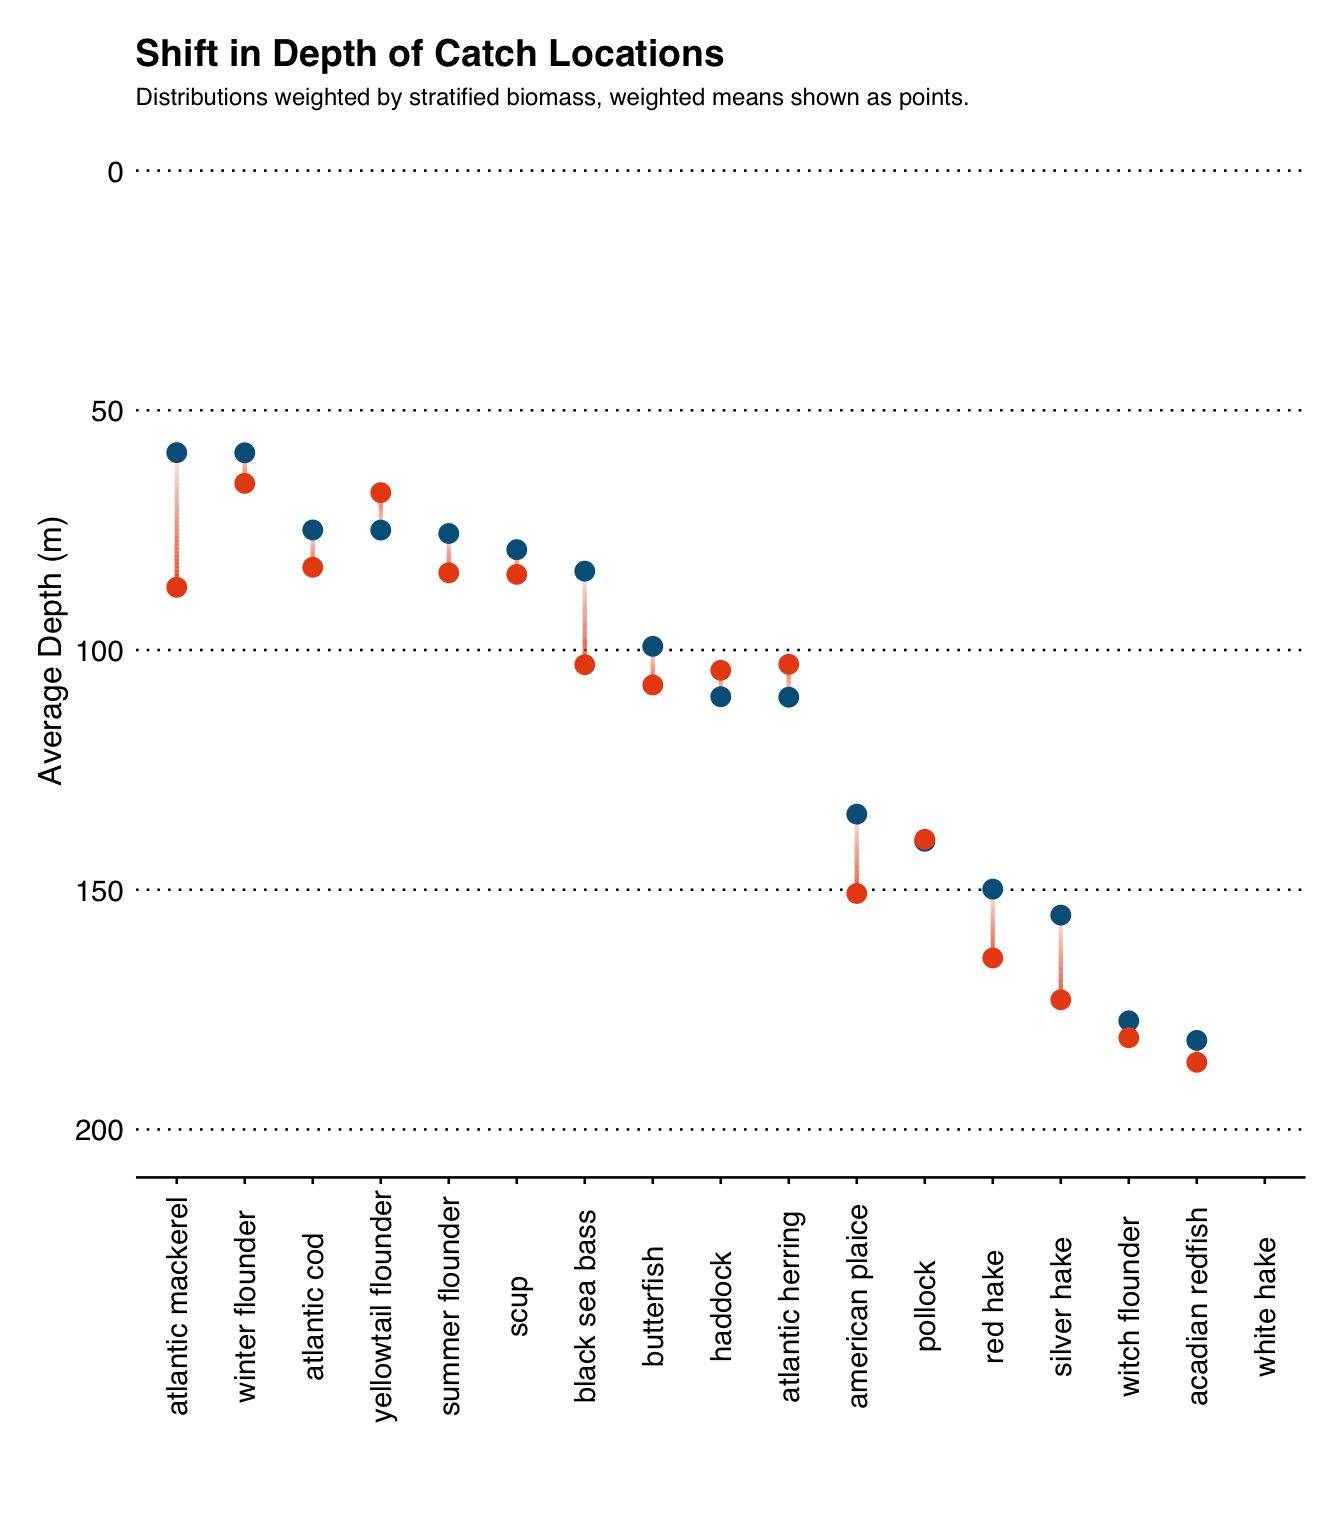 Shift in Depth of Catch Locations
Distributions weighted by stratified biomass, weighted means shown as points.
0
50
100
150
200
Average Depth (m)
atlantic mackerel
winter flounder
atlantic cod
yellowtail flounder
summer flounder
scup
black sea bass
butterfish
haddock
atlantic herring
american plaice
pollock
red hake
silver hake
witch flounder
acadian redfish
white hake